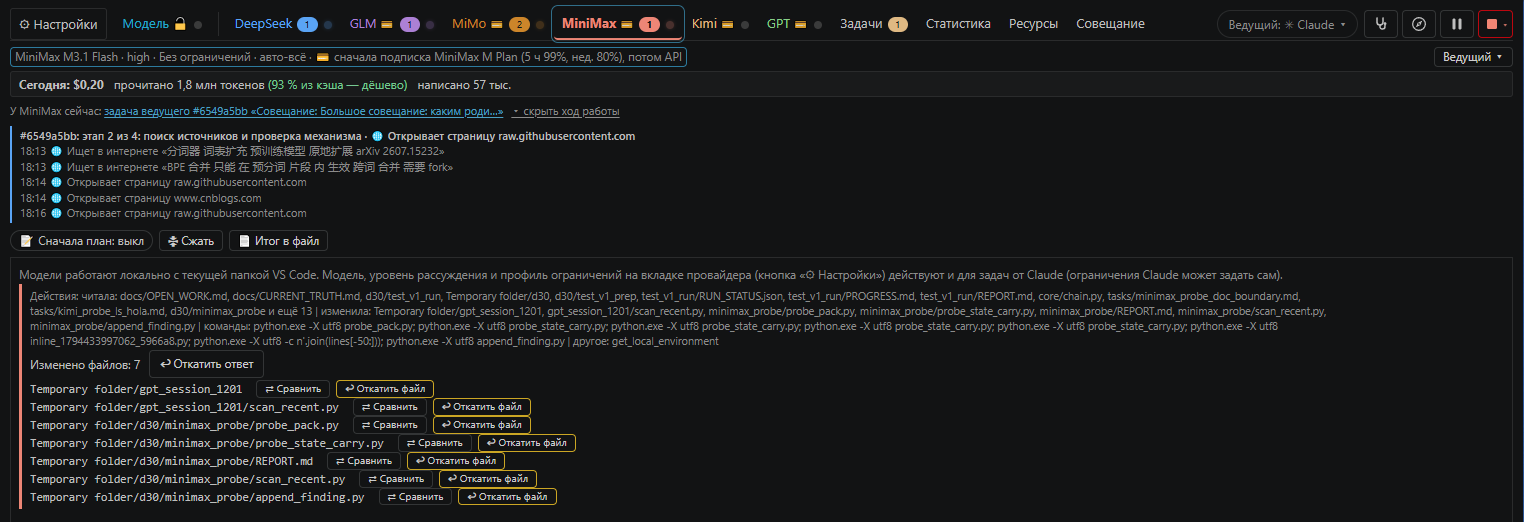 Настройки Модель DeepSeek 1 GLM 1 MiMo 2 MiniMax 1 Kimi GPT Задачи 1 Статистика Ресурсы Совещание Ведущий: Claude
MiniMax M3.1 Flash · high · Без ограничений · авто-всё · сначала подписка MiniMax M Plan (5 ч 99%, нед. 80%), потом API Ведущий
Сегодня: $0,20 прочитано 1,8 млн токенов (93 % из кэша — дёшево) написано 57 тыс.
У MiniMax сейчас: задача ведущего #6549a5bb «Совещание: Большое совещание: каким роди...» скрыть ход работы
#6549a5bb: этап 2 из 4: поиск источников и проверка механизма · Открывает страницу raw.githubusercontent.com
18:13 Ищет в интернете «分词器 词表扩充 预训练模型 原地扩展 arXiv 2607.15232»
18:13 Ищет в интернете «BPE 合并 只能 在 预分词 片段 内 生效 跨词 合并 需要 fork»
18:14 Открывает страницу raw.githubusercontent.com
18:14 Открывает страницу www.cnblogs.com
18:16 Открывает страницу raw.githubusercontent.com
Сначала план: выкл Сжать Итог в файл
Модели работают локально с текущей папкой VS Code. Модель, уровень рассуждения и профиль ограничений на вкладке провайдера (кнопка «⚙ Настройки») действуют и для задач от Claude (ограничения Claude может задать сам).
Действия: читала: docs/OPEN_WORK.md, docs/CURRENT_TRUTH.md, d30/test_v1_run, Temporary folder/d30, d30/test_v1_prep, test_v1_run/RUN_STATUS.json, test_v1_run/PROGRESS.md, test_v1_run/REPORT.md, core/chain.py, tasks/minimax_probe_doc_boundary.md,
tasks/kimi_probe_is_hola.md, d30/minimax_probe и ещё 13 | изменила: Temporary folder/gpt_session_1201, gpt_session_1201/scan_recent.py, minimax_probe/probe_pack.py, minimax_probe/probe_state_carry.py, minimax_probe/REPORT.md, minimax_probe/scan_recent.py,
minimax_probe/append_finding.py | команды: python.exe -X utf8 probe_pack.py; python.exe -X utf8 probe_state_carry.py; python.exe -X utf8 probe_state_carry.py; python.exe -X utf8 probe_state_carry.py; python.exe -X utf8 probe_state_carry.py; python.exe -X utf8
inline_1794433997062_5966a8.py; python.exe -X utf8 -c n'.join(lines[-50:])); python.exe -X utf8 append_finding.py | другое: get_local_environment
Изменено файлов: 7 Откатить ответ
Temporary folder/gpt_session_1201 Сравнить Откатить файл
Temporary folder/gpt_session_1201/scan_recent.py Сравнить Откатить файл
Temporary folder/d30/minimax_probe/probe_pack.py Сравнить Откатить файл
Temporary folder/d30/minimax_probe/probe_state_carry.py Сравнить Откатить файл
Temporary folder/d30/minimax_probe/REPORT.md Сравнить Откатить файл
Temporary folder/d30/minimax_probe/scan_recent.py Сравнить Откатить файл
Temporary folder/d30/minimax_probe/append_finding.py Сравнить Откатить файл